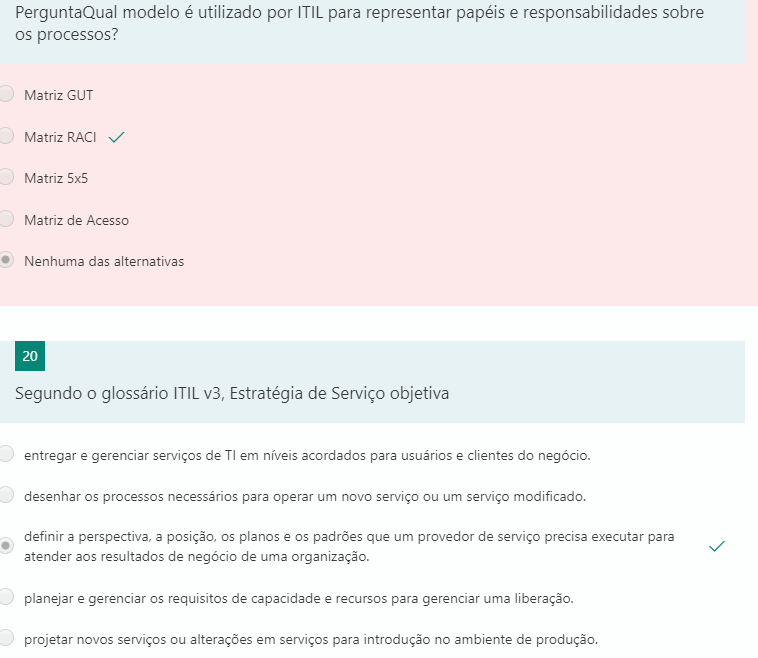 PerguntaQual modelo é utilizado por ITIL para representar papéis e responsabilidades sobre
os processos?
Matriz GUT
Matriz RACI
Matriz 5x5
Matriz de Acesso
Nenhuma das alternativas
20
Segundo o glossário ITIL v3, Estratégia de Serviço objetiva
entregar e gerenciar serviços de TI em níveis acordados para usuários e clientes do negócio.
desenhar os processos necessários para operar um novo serviço ou um serviço modificado.
definir a perspectiva, a posição, os planos e os padrões que um provedor de serviço precisa executar para
atender aos resultados de negócio de uma organização.
planejar e gerenciar os requisitos de capacidade e recursos para gerenciar uma liberação.
projetar novos serviços ou alterações em serviços para introdução no ambiente de produção.